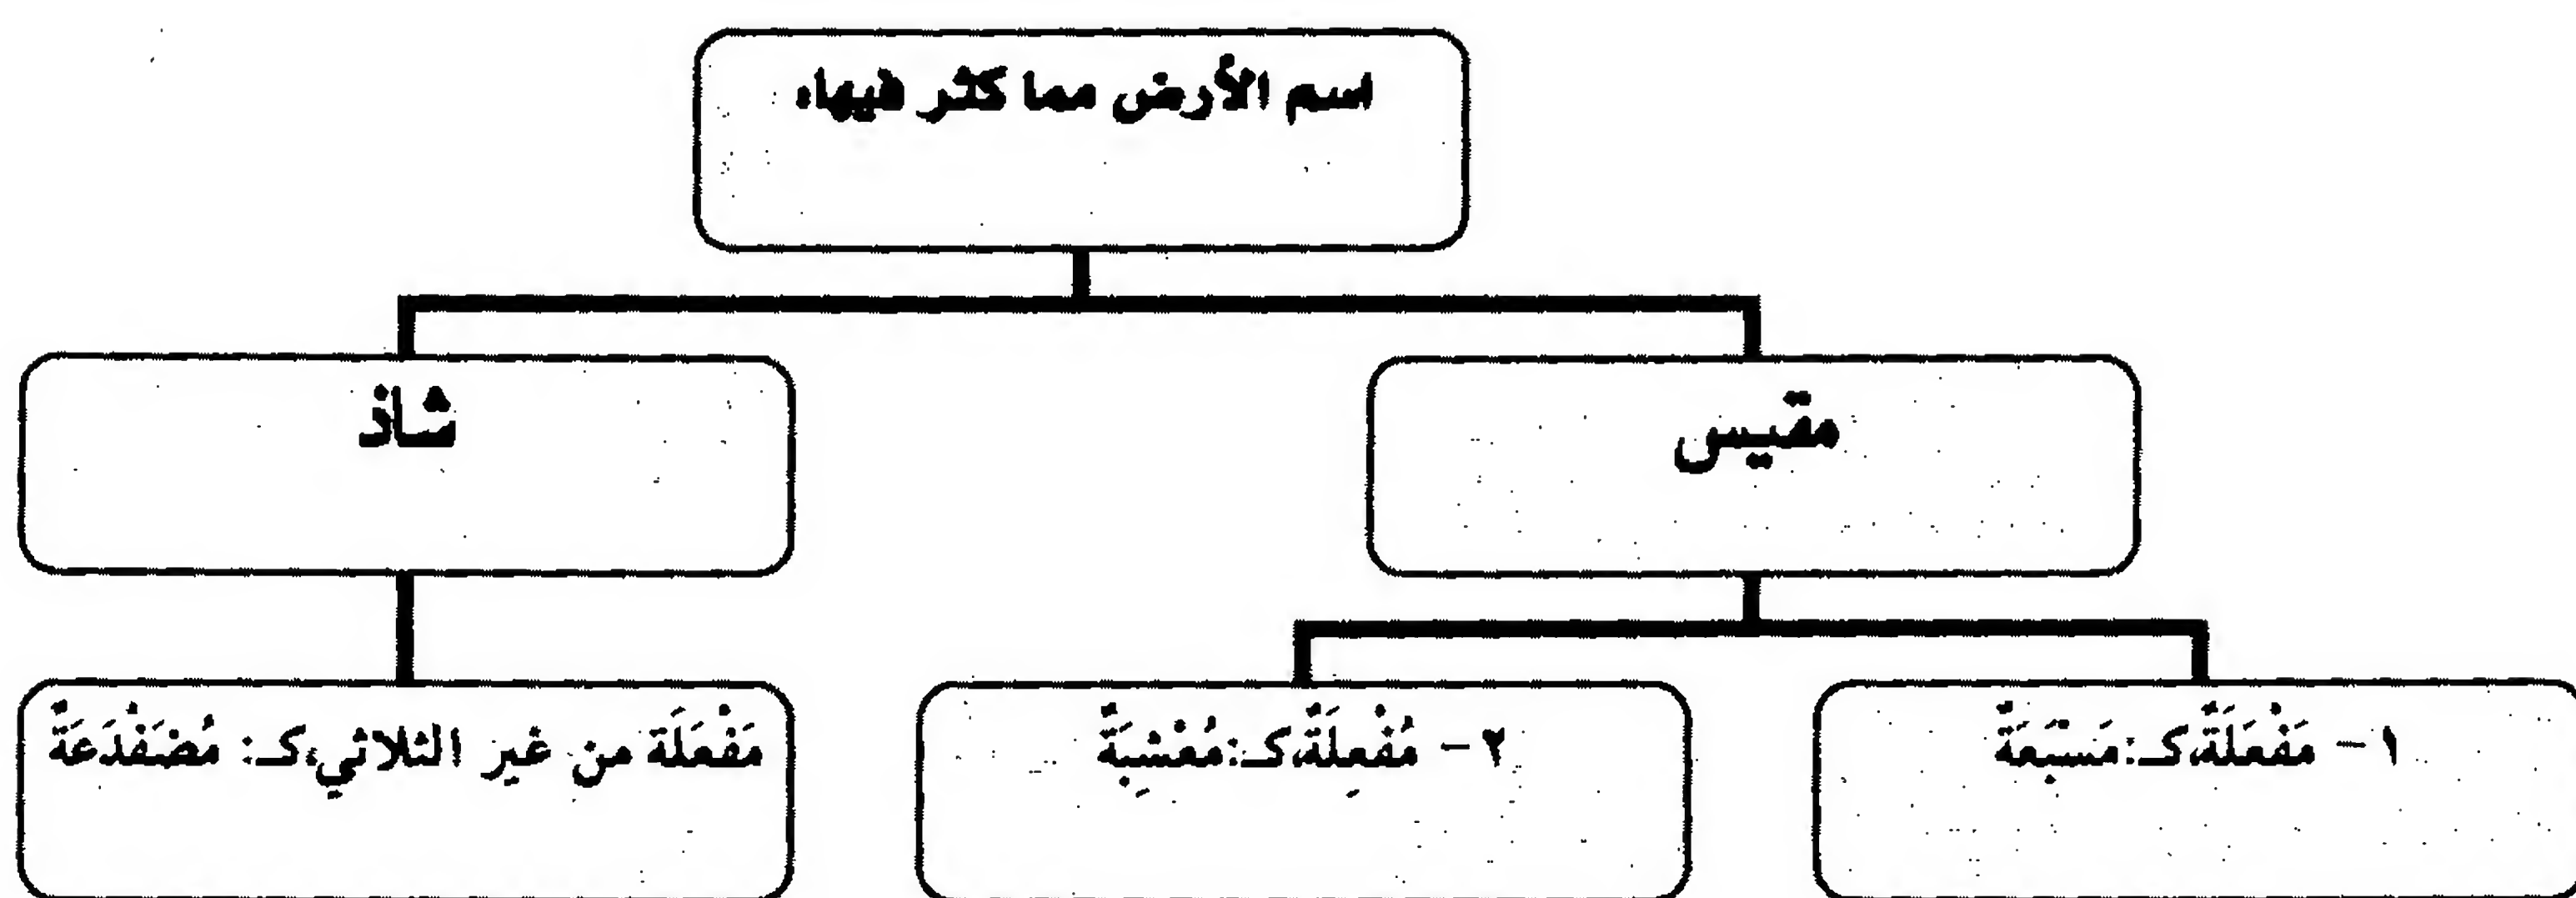 اسم الأرض مما كثر فيها:
مقيس
شاذ
١ - مَفْعَلَةٌ،كـ:مَسْبَعَةٌ
٢ - مُفْعِلَةٌ،كـ:مُعْشِبَةٌ
مَفْعَلَة من غير الثلاثي،كـ: مُضَفْدَعَةٌ